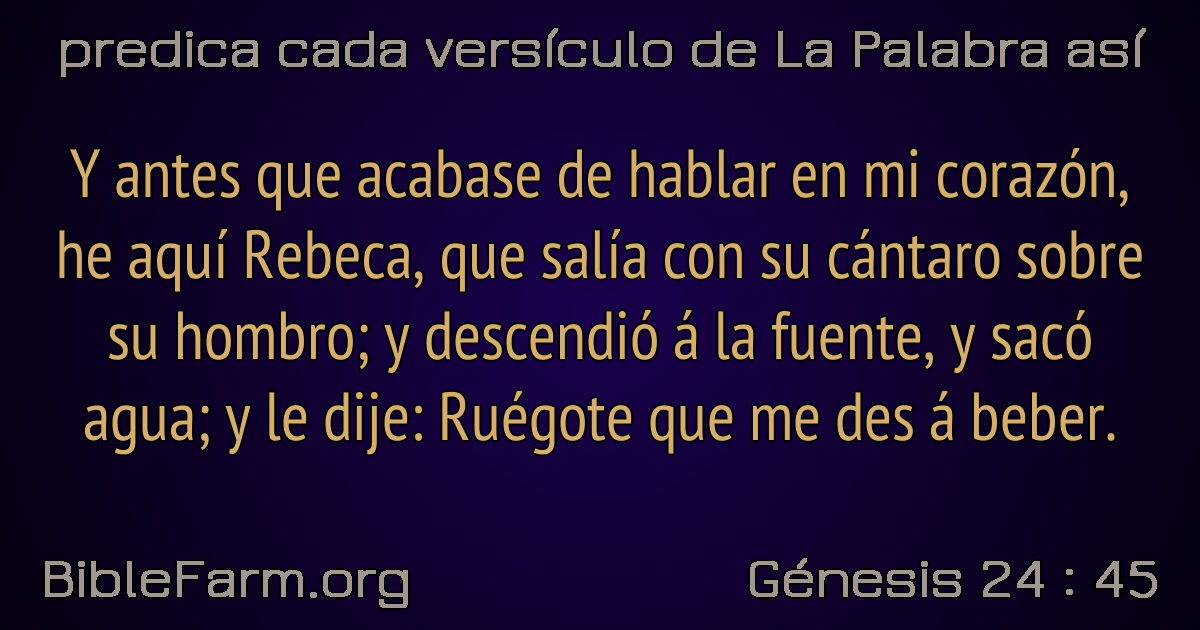 predica cada versículo de La Palabra así
Y antes que acabase de hablar en mi corazón,
he aquí Rebeca, que salía con su cántaro sobre
su hombro; y descendió á la fuente, y sacó
agua; y le dije: Ruégote que me des á beber.
BibleFarm.org
Génesis 24 : 45